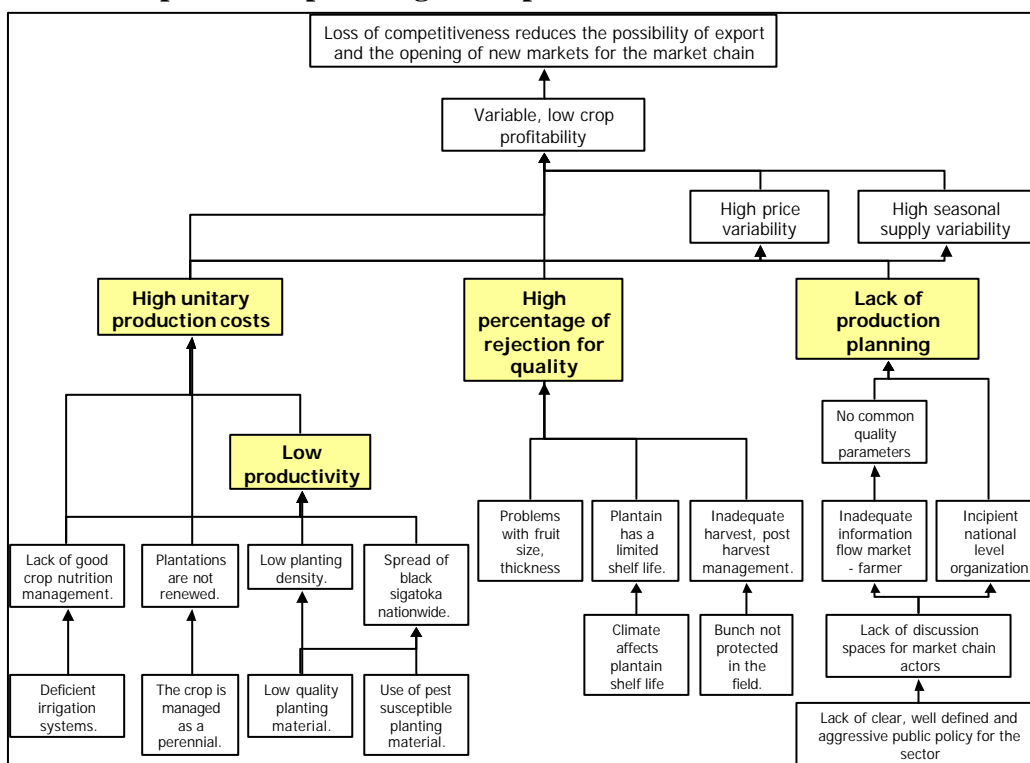 Loss of competitiveness reduces the possibility of export
and the opening of new markets for the market chain
Variable, low crop
profitability
High price
variability
High seasonal
supply variability
High unitary
production costs
High
percentage of
rejection for
quality
Lack of
production
planning
No common
quality
parameters
Low
productivity
Lack of good
crop nutrition
management.
Plantations
are not
renewed.
Low planting
density.
Spread of
black
sigatoka
nationwide.
Problems
with fruit
size,
thickness
Plantain
has a
limited
shelf life.
Inadequate
harvest, post
harvest
management.
Inadequate
information
flow market
- farmer
Incipient
national
level
organization
Deficient
irrigation
systems.
The crop is
managed
as a
perennial.
Low quality
planting
material.
Use of pest
susceptible
planting
material.
Climate
affects
plantain
shelf life
Bunch not
protected
in the
field.
Lack of discussion
spaces for market chain
actors
Lack of clear, well defined and
aggressive public policy for the
sector